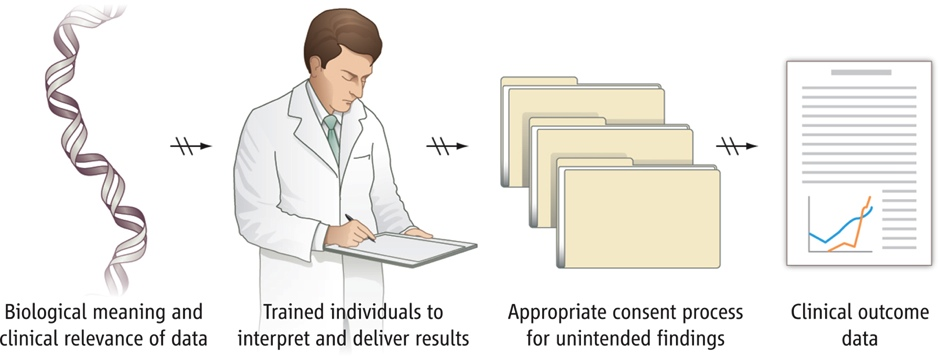 Biological meaning and
clinical relevance of data
Trained individuals to
interpret and deliver results
Appropriate consent process
for unintended findings
Clinical outcome
data